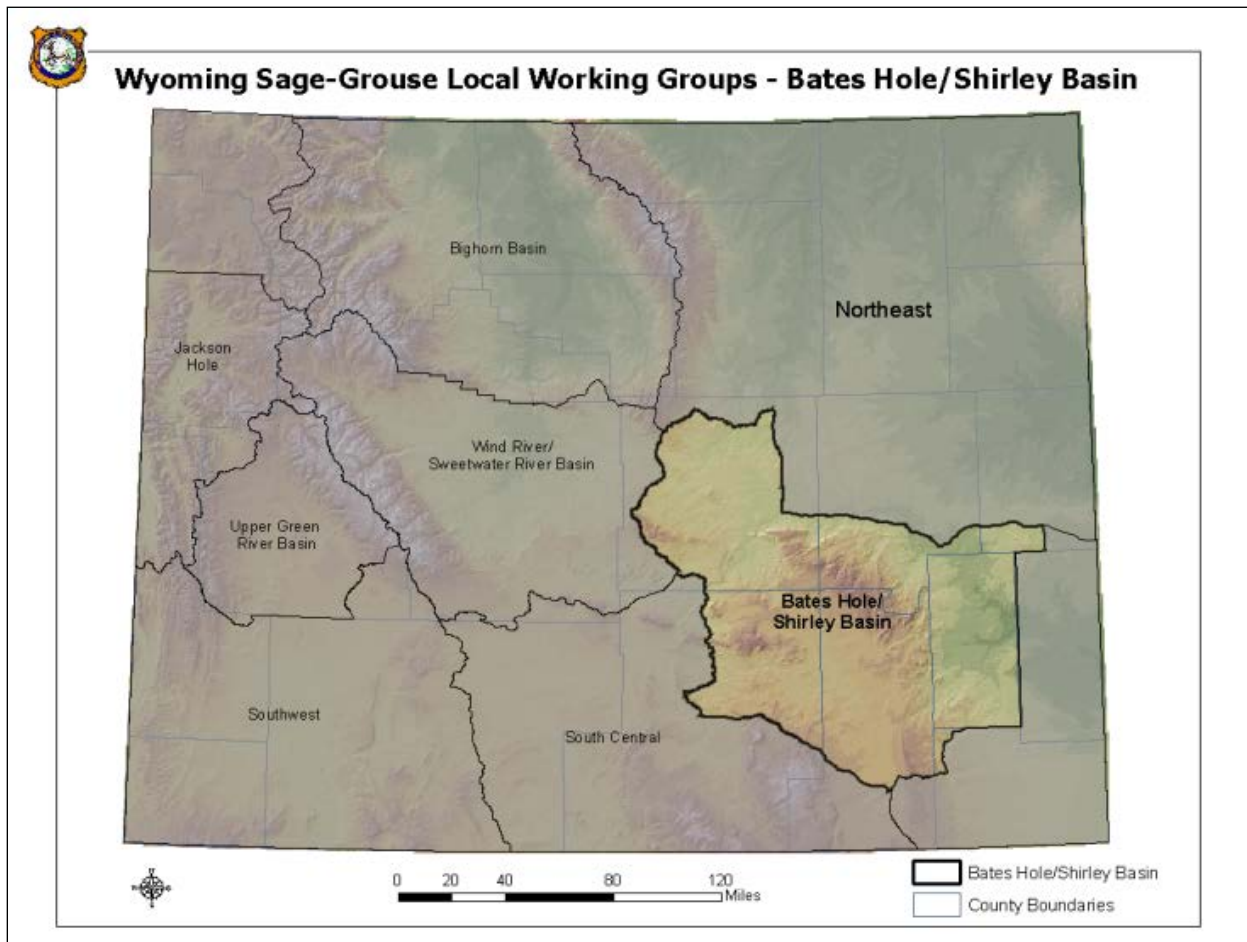 Wyoming Sage-Grouse Local Working Groups - Bates Hole/Shirley Basin
Bighorn Basin
Northeast
Jackson
Hole
Wind River/
Sweetwater River Basin
Upper Green
River Basin
Bates Hole/
Shirley Basin
Southwest
South Central
0 20 40 80 120
Miles
Bates Hole/Shirley Basin
County Boundaries